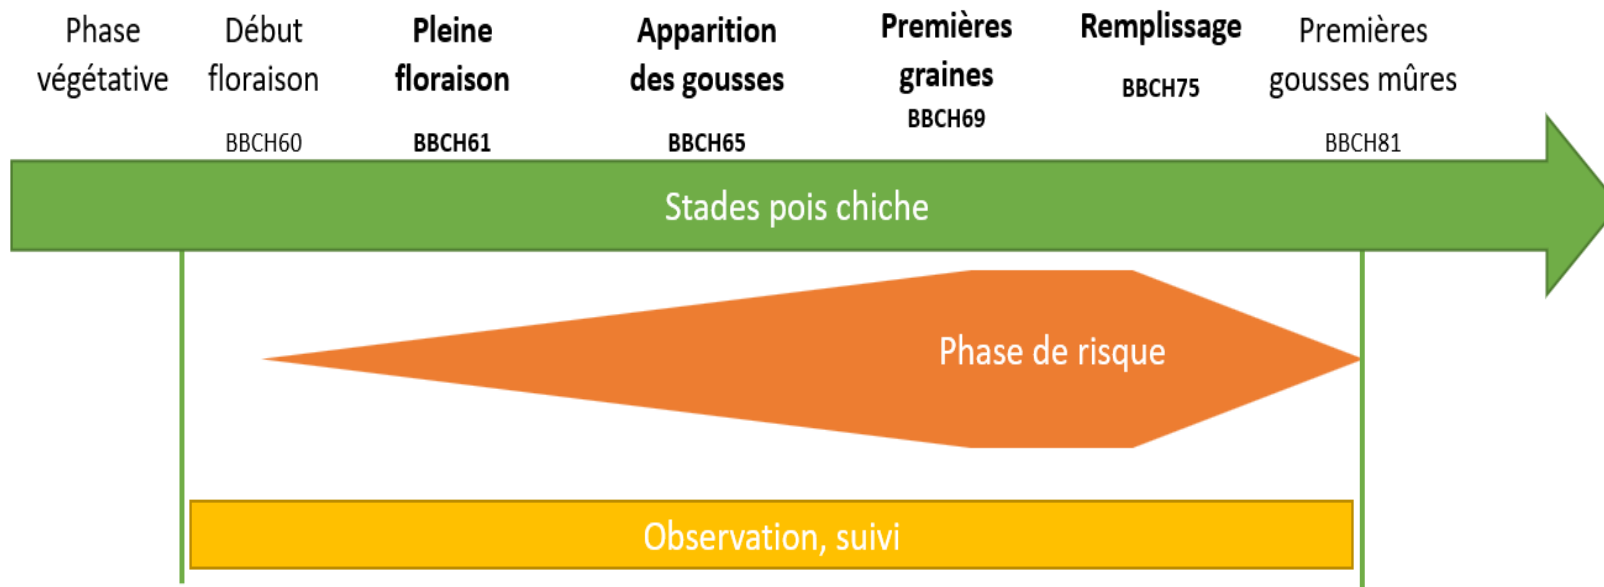 Phase
végétative
Début
floraison
BBCH60
Pleine
floraison
BBCH61
Apparition
des gousses
BBCH65
Premières
graines
BBCH69
Remplissage
BBCH75
Premières
gousses mûres
BBCH81
Stades pois chiche
Phase de risque
Observation, suivi